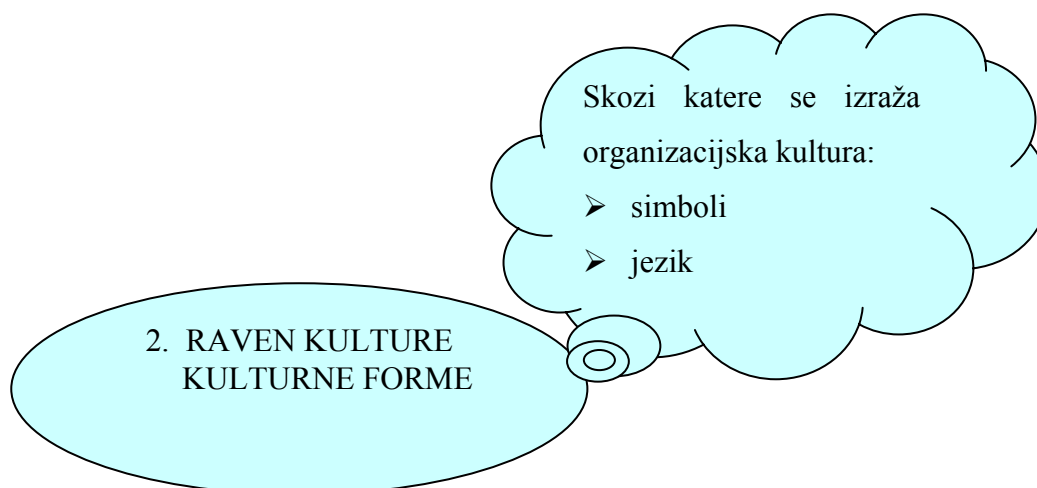 Skozi katere se izraža
organizacijska kultura:
➢ simboli
➢ jezik
2. RAVEN KULTURE
KULTURNE FORME